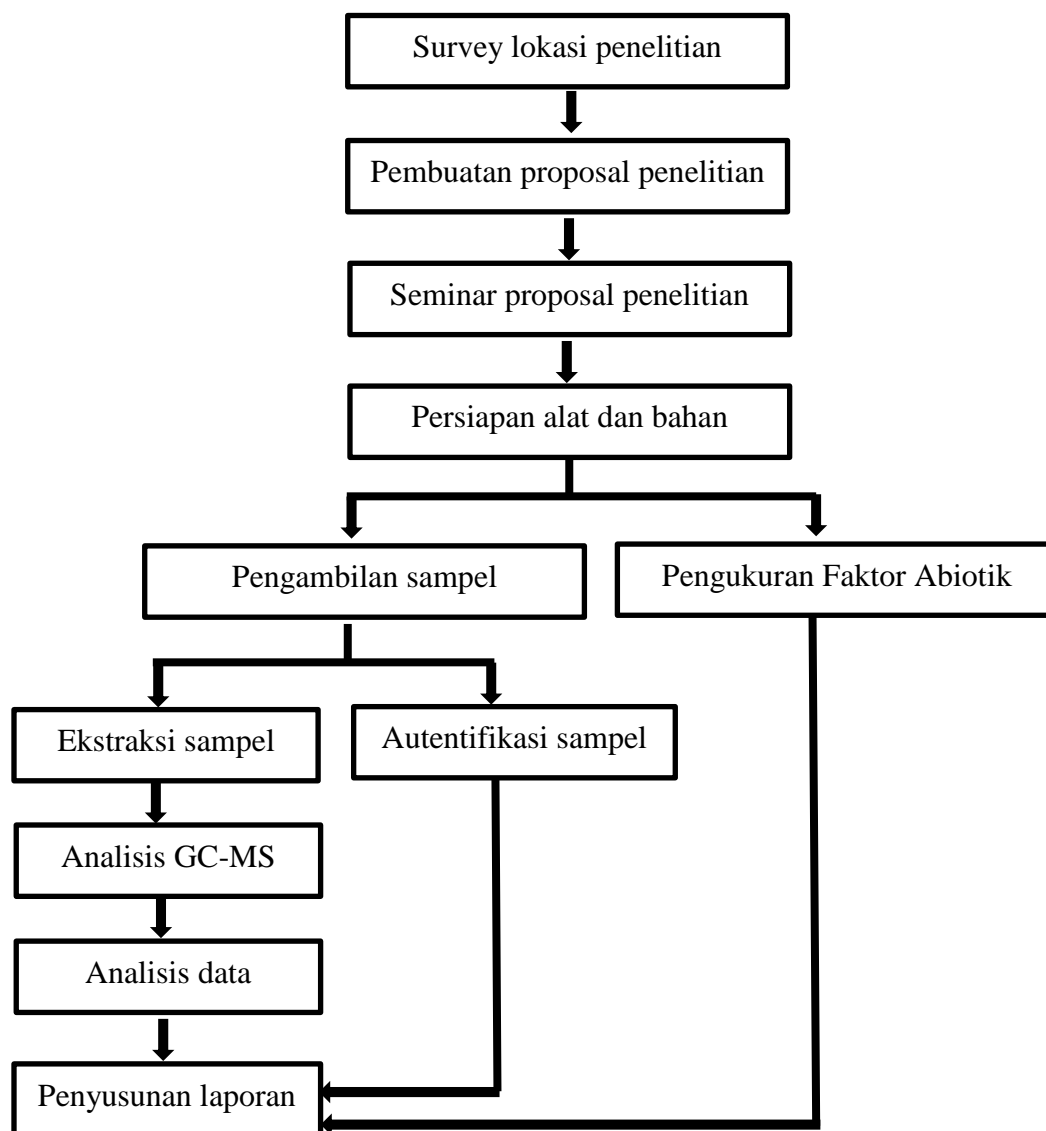 Survey lokasi penelitian
Pembuatan proposal penelitian
Seminar proposal penelitian
Persiapan alat dan bahan
Pengambilan sampel
Pengukuran Faktor Abiotik
Ekstraksi sampel
Autentifikasi sampel
Analisis GC-MS
Analisis data
Penyusunan laporan